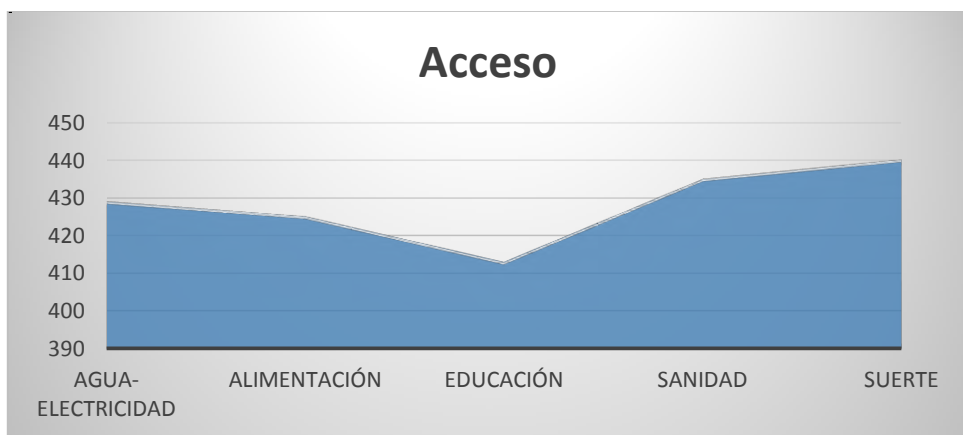 Acceso
450
440
430
420
410
400
390
AGUA-
ELECTRICIDAD
ALIMENTACIÓN
EDUCACIÓN
SANIDAD
SUERTE